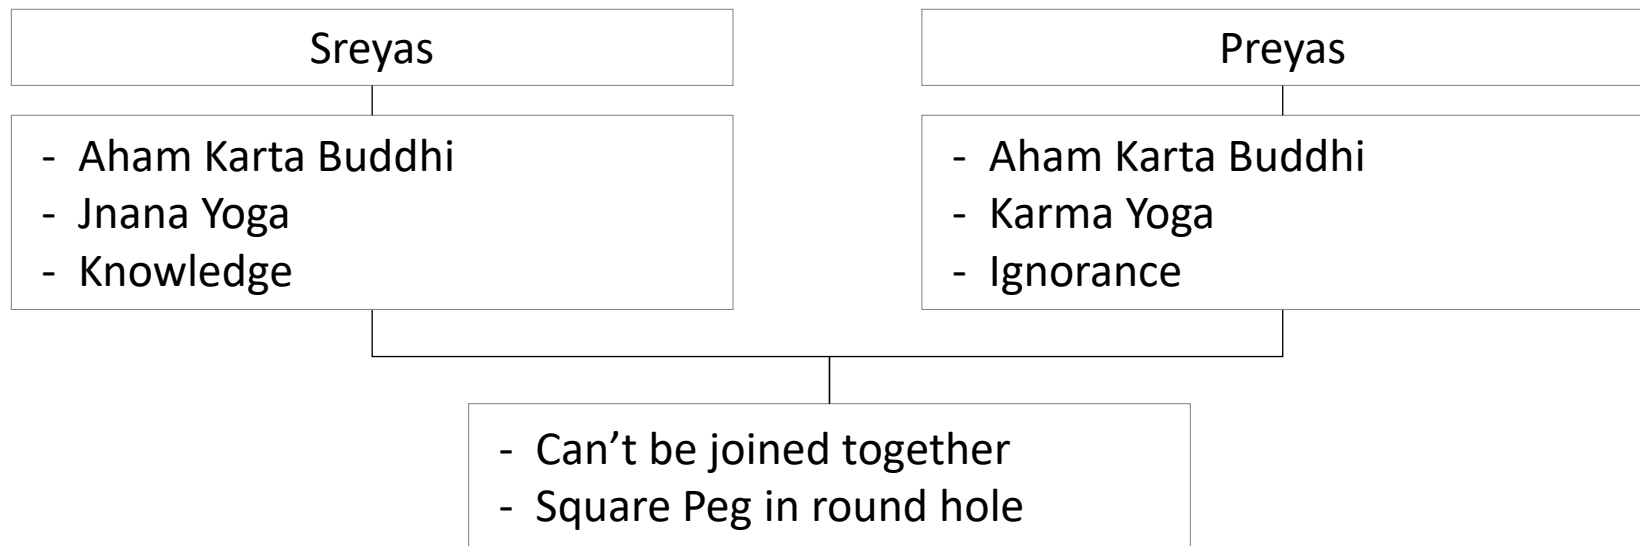 Sreyas
- Aham Karta Buddhi
- Jnana Yoga
- Knowledge
Preyas
- Aham Karta Buddhi
- Karma Yoga
- Ignorance
- Can’t be joined together
- Square Peg in round hole